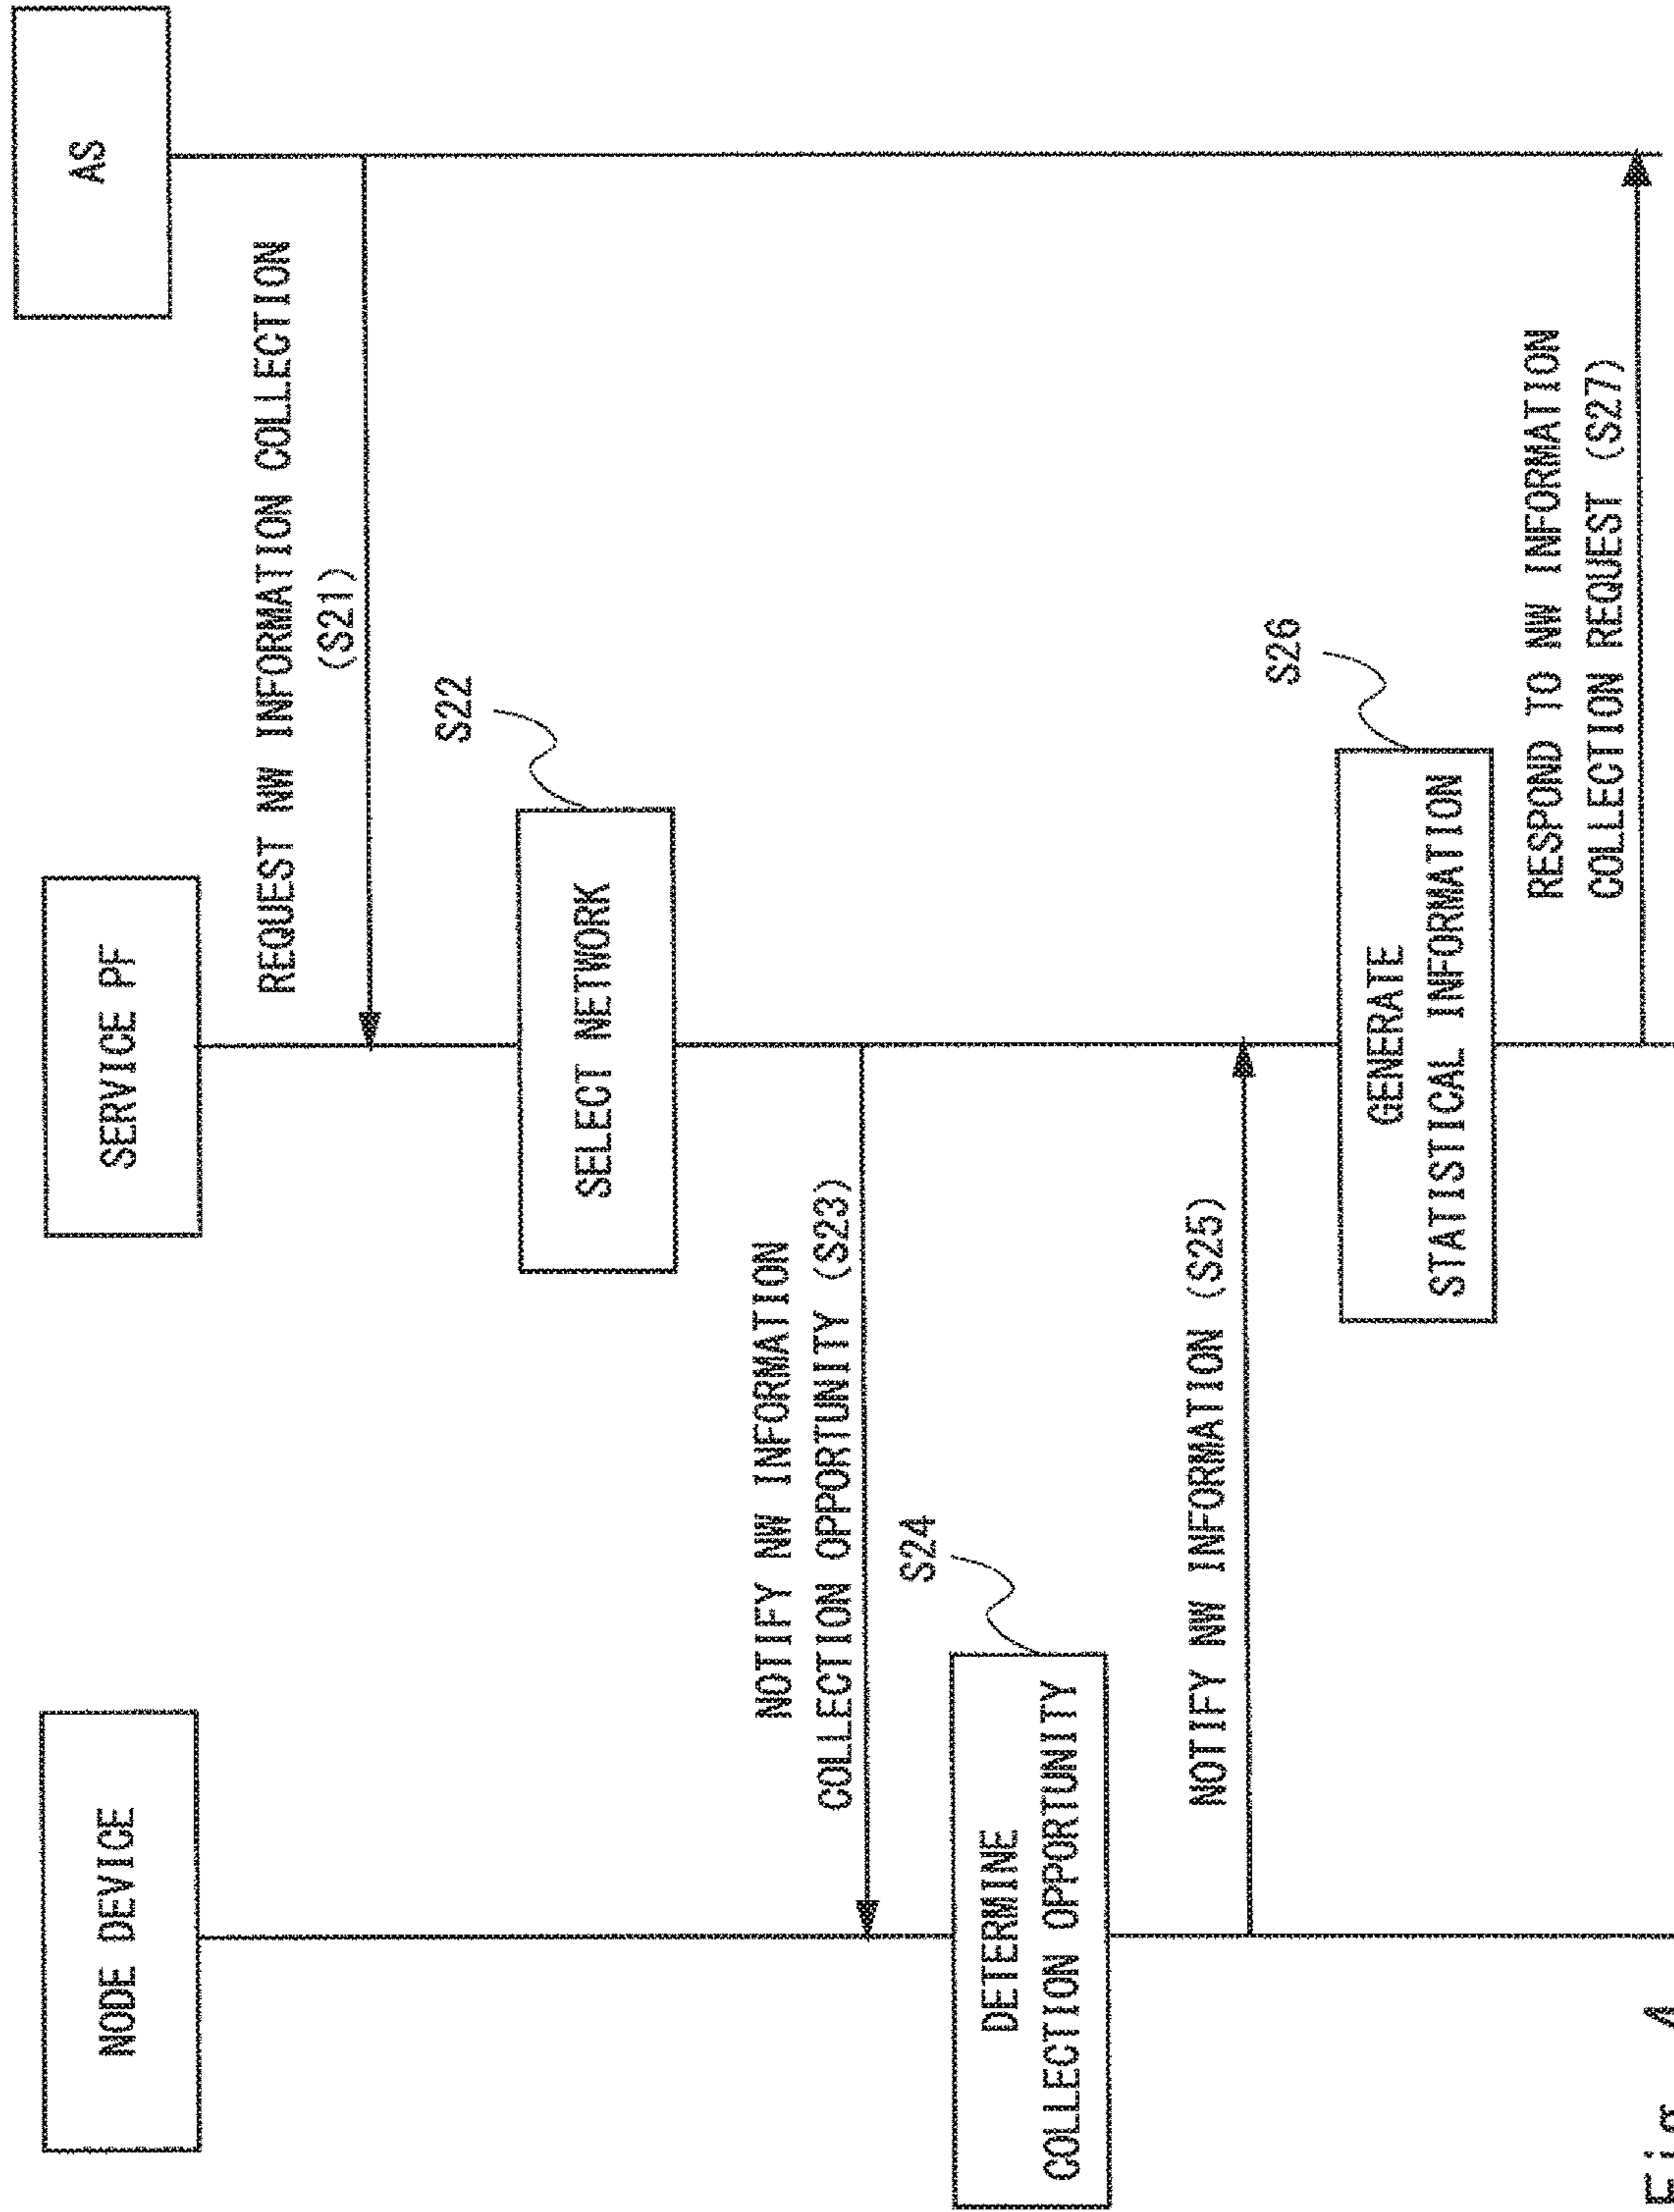 NODE DEVICE
SERVICE PF
AS
REQUEST NW INFORMATION COLLECTION
(S21)
S22
SELECT NETWORK
NOTIFY NW INFORMATION
COLLECTION OPPORTUNITY (S23)
S24
DETERMINE
COLLECTION OPPORTUNITY
NOTIFY NW INFORMATION (S25)
S26
GENERATE
STATISTICAL INFORMATION
RESPOND TO NW INFORMATION
COLLECTION REQUEST (S27)
Fig. 4